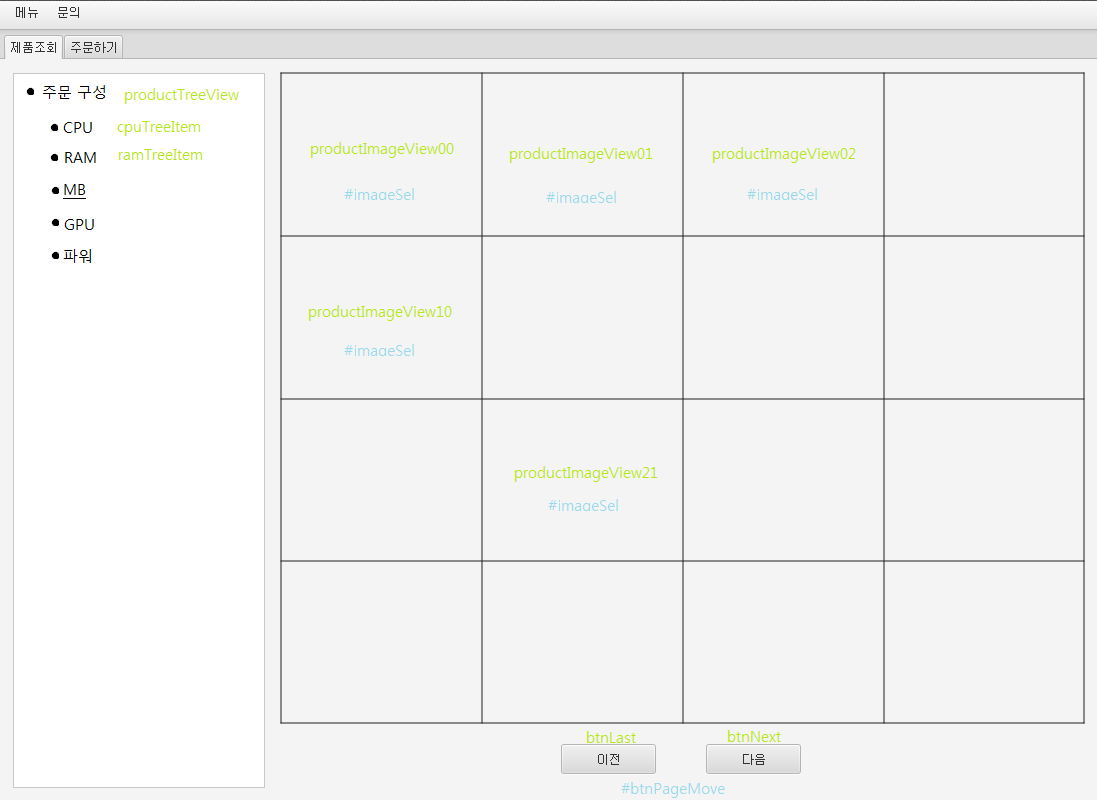 메뉴 문의
제품조회 주문하기
주문 구성 productTreeView
CPU cpuTreeItem
RAM ramTreeItem
MB
GPU
파워
productImageView00 productImageView01 productImageView02
#imageSel #imageSel #imageSel
productImageView10
#imageSel
productImageView21
#imageSel
btnLast btnNext
이전 다음
#btnPageMove